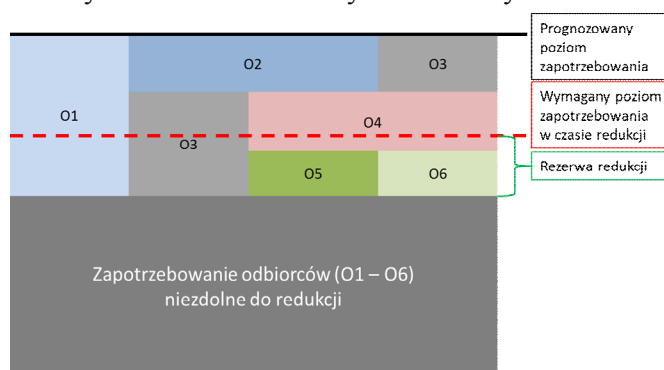 Prognozowany
poziom
zapotrzebowania
O2
O3
O1
Wymagany poziom
zapotrzebowania
w czasie redukcji
O4
O3
O5
O6
Rezerwa redukcji
Zapotrzebowanie odbiorców (O1 – O6)
niezdolne do redukcji